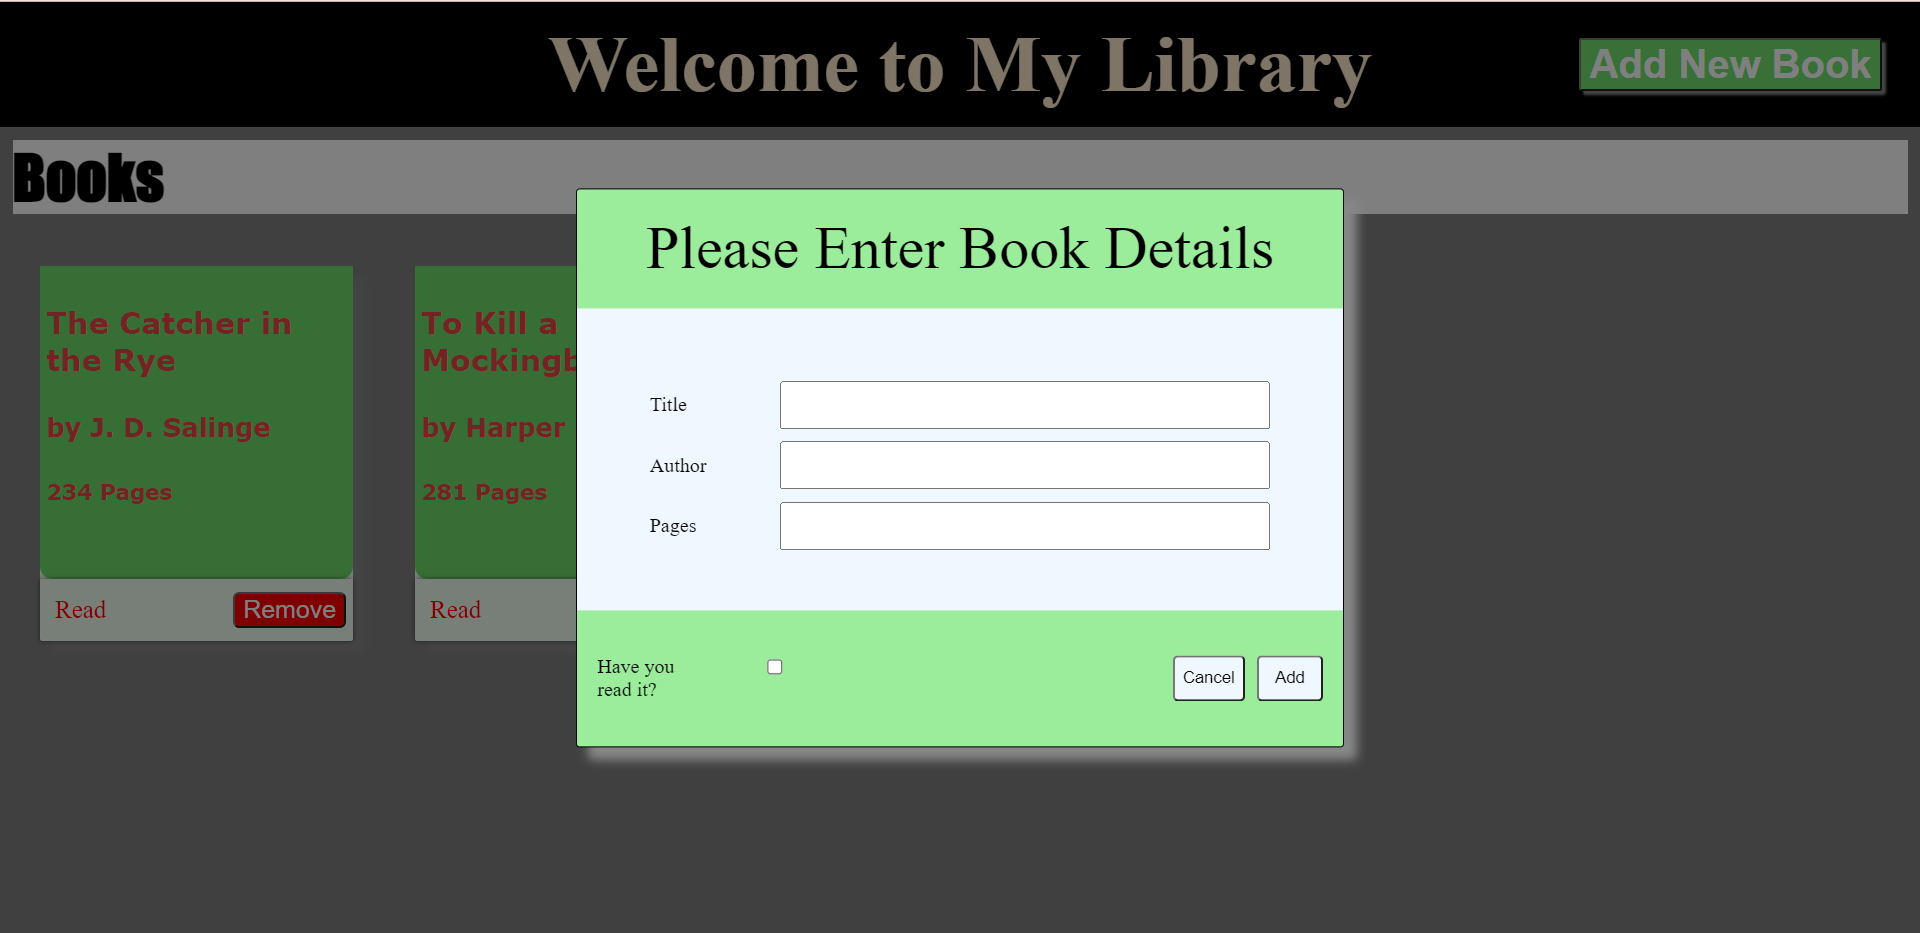 Welcome to My Library
Add New Book
Books
The Catcher in
the Rye
by J. D. Salinge
234 Pages
Read
Remove
To Kill a
by Harper
281 Pages
Read
Please Enter Book Details
Title
Author
Pages
Have you
read it?
Cancel
Add